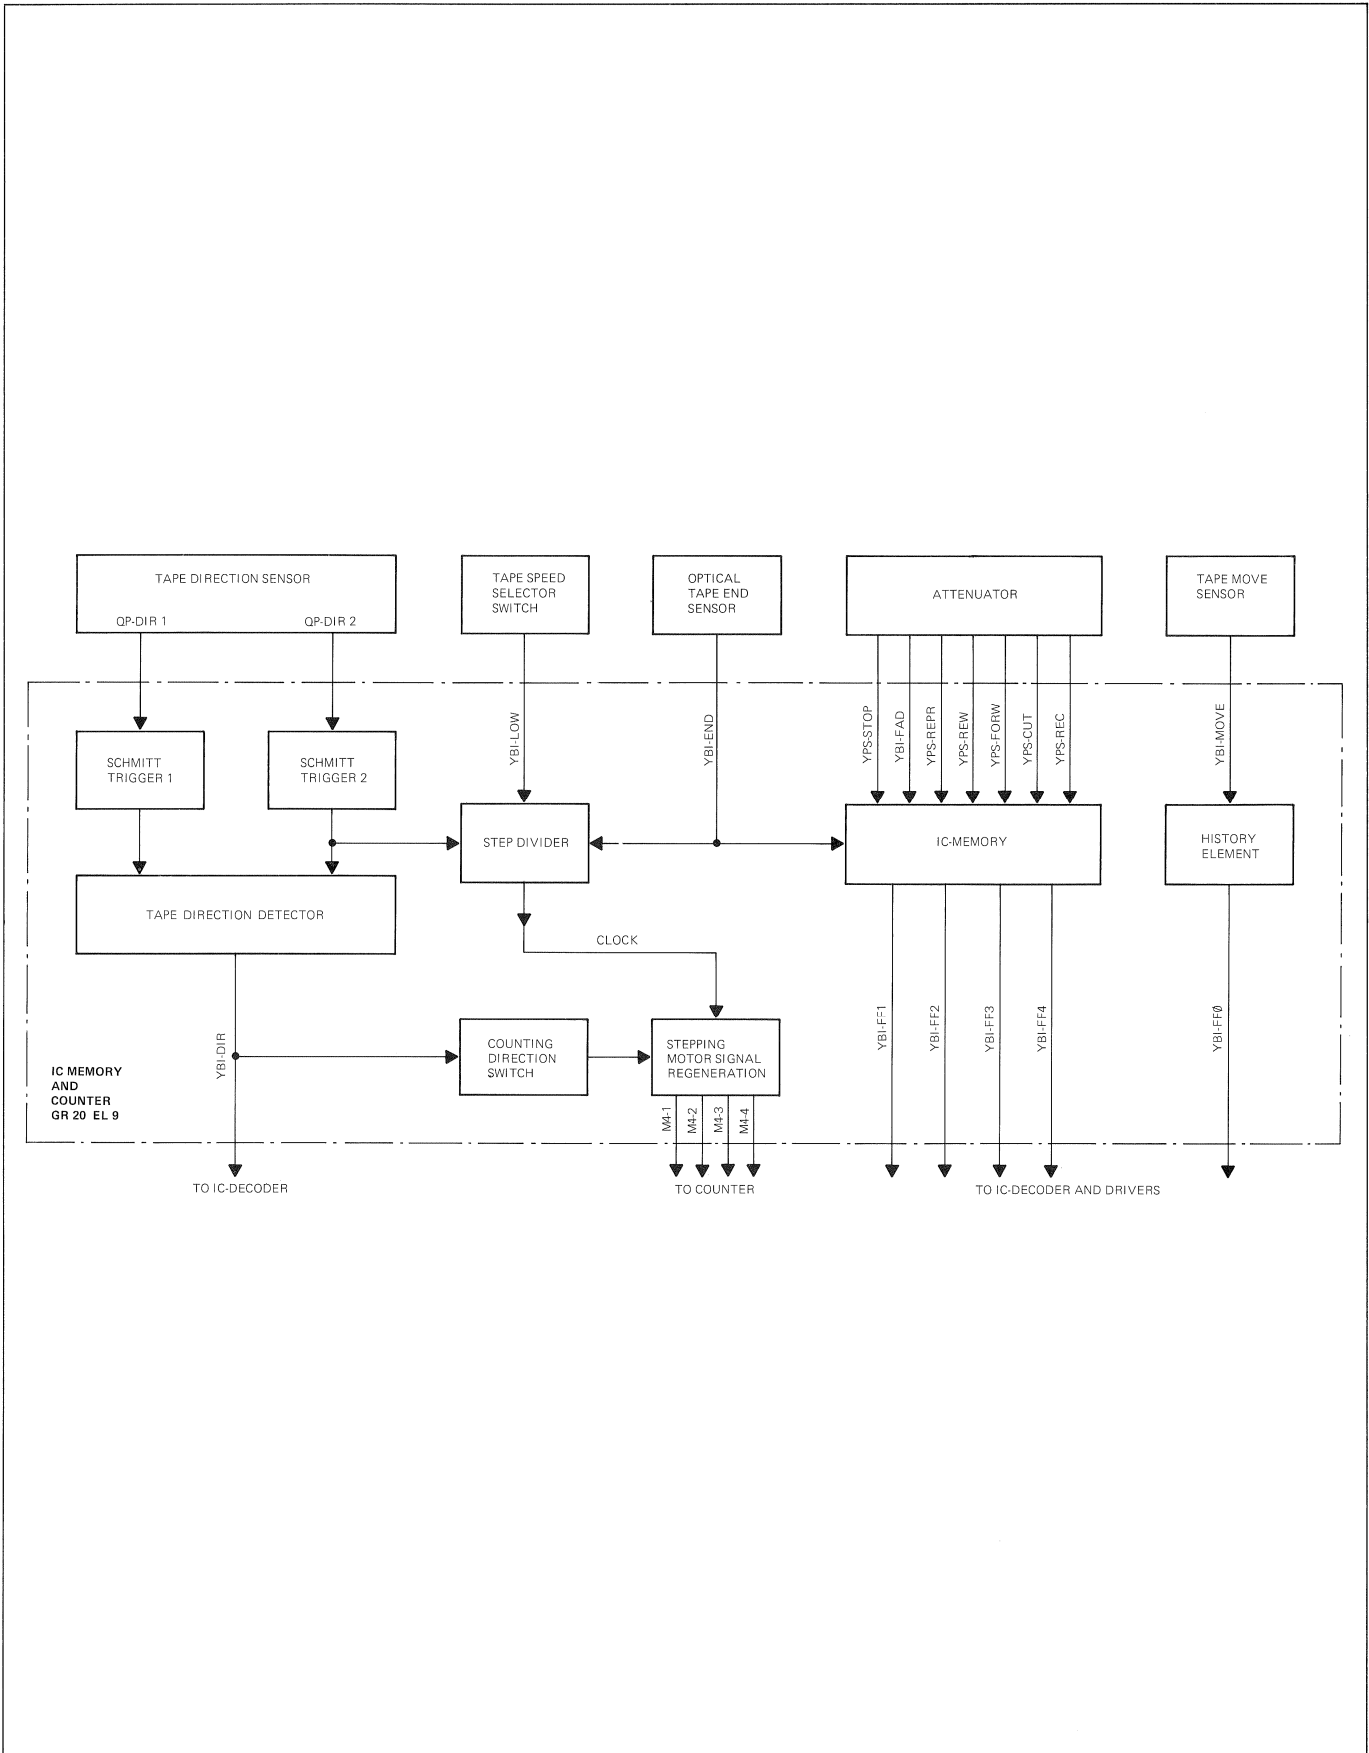 TAPE DIRECTION SENSOR
QP-DIR 1
QP-DIR 2
TAPE SPEED
SELECTOR
SWITCH
OPTICAL
TAPE END
SENSOR
ATTENUATOR
TAPE MOVE
SENSOR
YBI-LOW
YBI-END
YPS-STOP
YBI-FAD
YPS-REPR
YPS-REW
YPS-FORW
YPS-CUT
YPS-REC
YBI-MOVE
SCHMITT
TRIGGER 1
SCHMITT
TRIGGER 2
STEP DIVIDER
IC-MEMORY
HISTORY
ELEMENT
TAPE DIRECTION DETECTOR
CLOCK
YBI-DIR
COUNTING
DIRECTION
SWITCH
STEPPING
MOTOR SIGNAL
REGENERATION
YBI-FF1
YBI-FF2
YBI-FF3
YBI-FF4
YBI-FFØ
IC MEMORY
AND
COUNTER
GR 20 EL 9
M4-1
M4-2
M4-3
M4-4
TO IC-DECODER
TO COUNTER
TO IC-DECODER AND DRIVERS